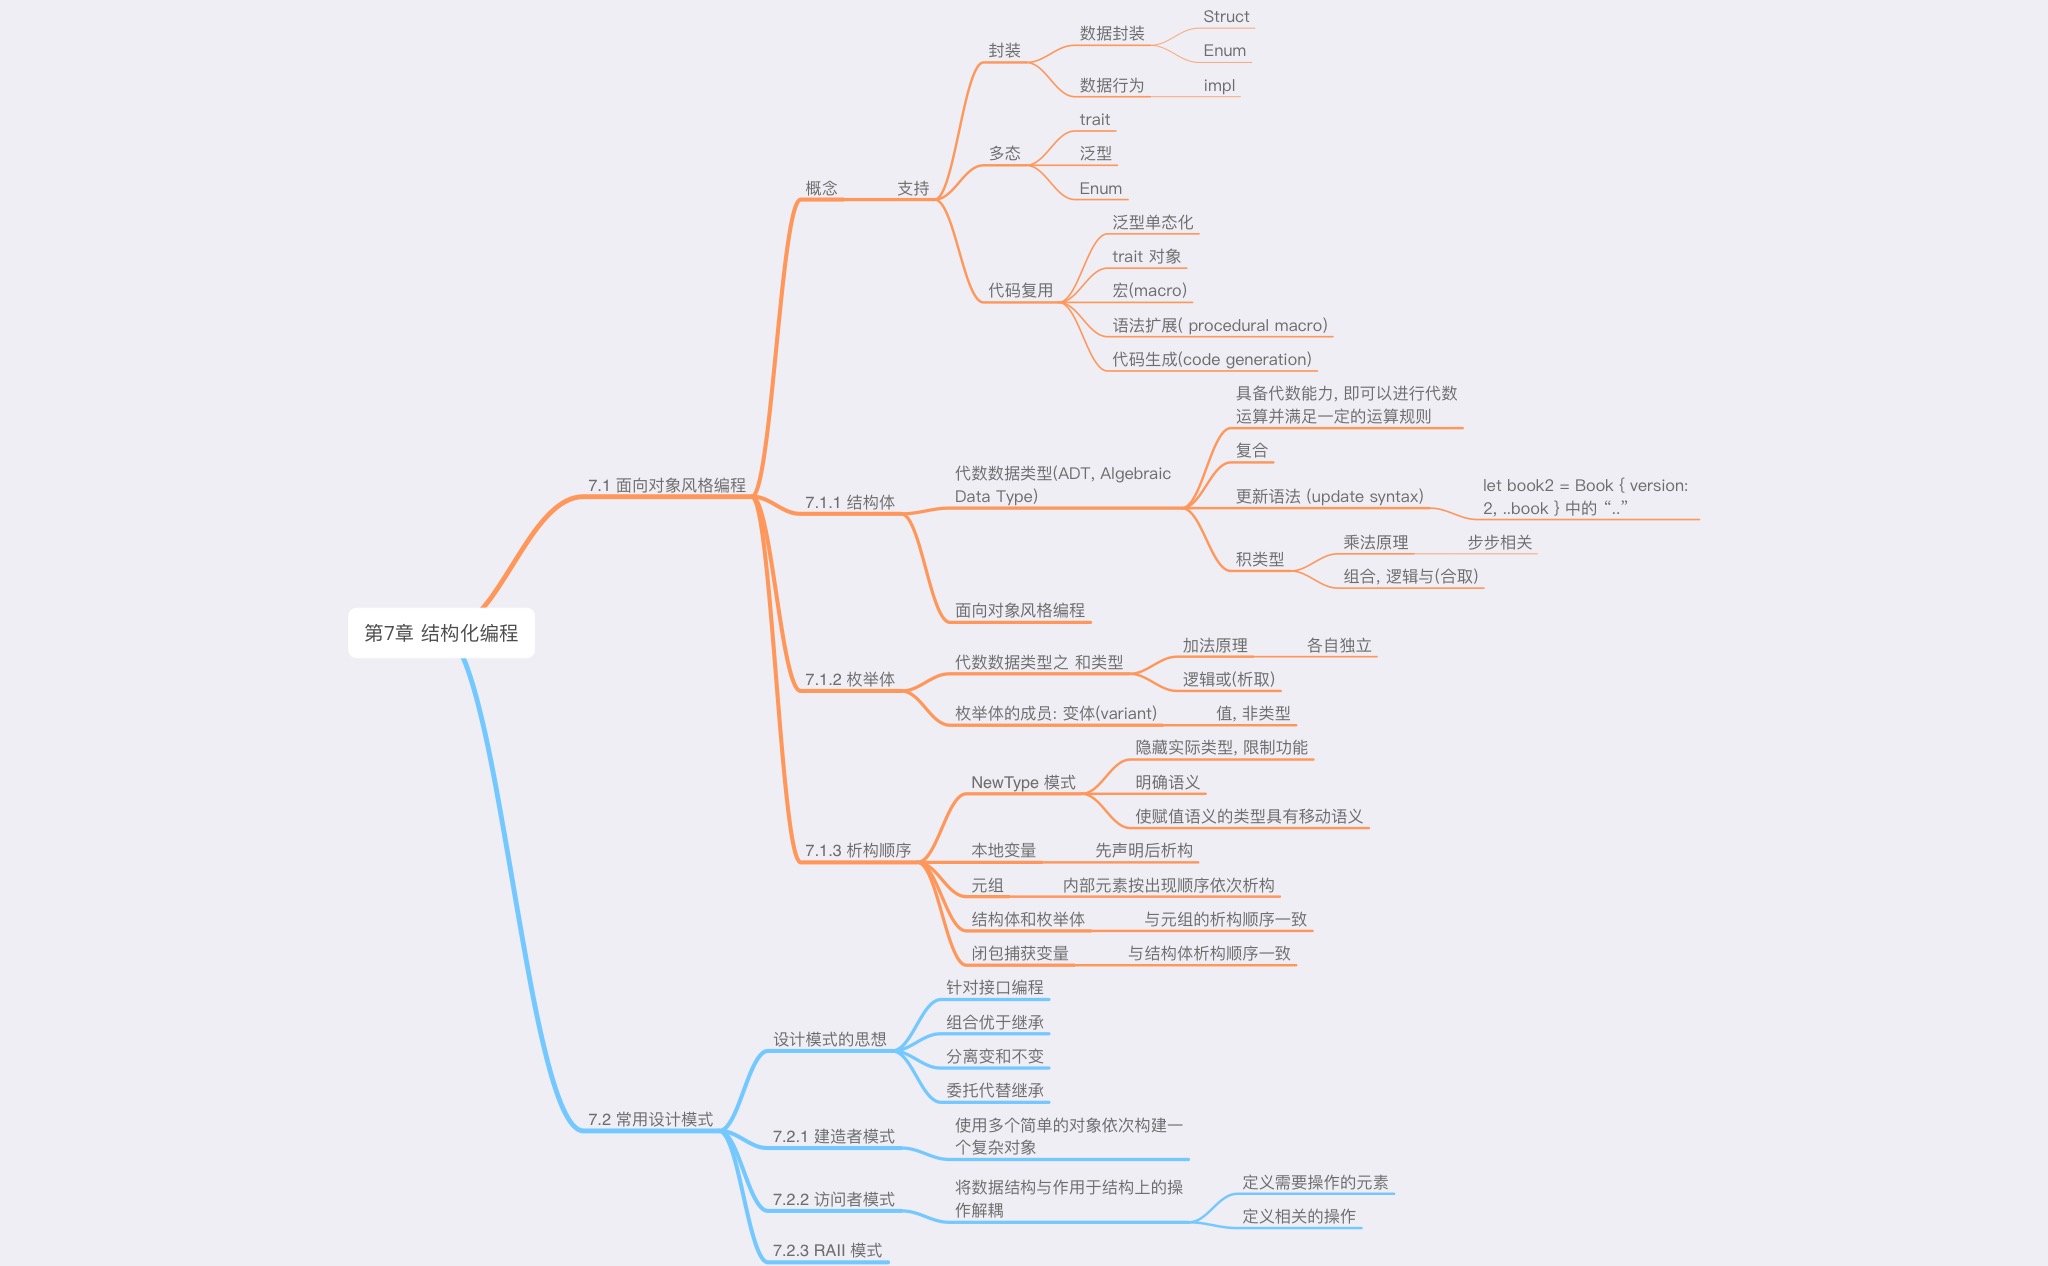 第7章 结构化编程
7.1 面向对象风格编程
概念
支持
封装
数据封装
Struct
Enum
数据行为
impl
多态
trait
泛型
Enum
代码复用
泛型单态化
trait 对象
宏(macro)
语法扩展( procedural macro)
代码生成(code generation)
7.1.1 结构体
代数数据类型(ADT, Algebraic
Data Type)
具备代数能力, 即可以进行代数
运算并满足一定的运算规则
复合
更新语法 (update syntax)
let book2 = Book { version:
2, ..book } 中的 “..”
积类型
乘法原理
步步相关
组合, 逻辑与(合取)
面向对象风格编程
7.1.2 枚举体
代数数据类型之 和类型
加法原理
各自独立
逻辑或(析取)
枚举体的成员: 变体(variant)
值, 非类型
7.1.3 析构顺序
NewType 模式
隐藏实际类型, 限制功能
明确语义
使赋值语义的类型具有移动语义
本地变量
先声明后析构
元组
内部元素按出现顺序依次析构
结构体和枚举体
与元组的析构顺序一致
闭包捕获变量
与结构体析构顺序一致
7.2 常用设计模式
设计模式的思想
针对接口编程
组合优于继承
分离变和不变
委托代替继承
7.2.1 建造者模式
使用多个简单的对象依次构建一
个复杂对象
7.2.2 访问者模式
将数据结构与作用于结构上的操
作解耦
定义需要操作的元素
定义相关的操作
7.2.3 RAII 模式